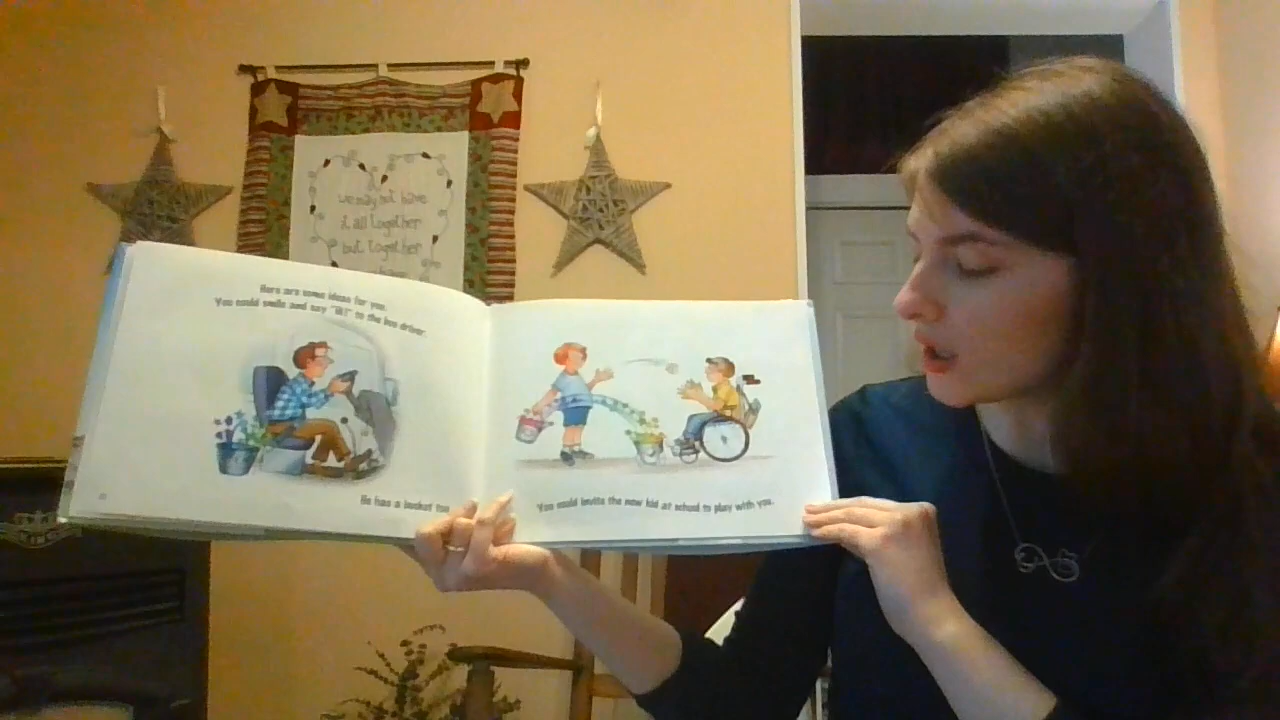 we may not have
it all together
but together
Here are some ideas for you.
You could smile and say "Hi!" to the bus driver.
He has a bucket too
You could invite the new kid at school to play with you.